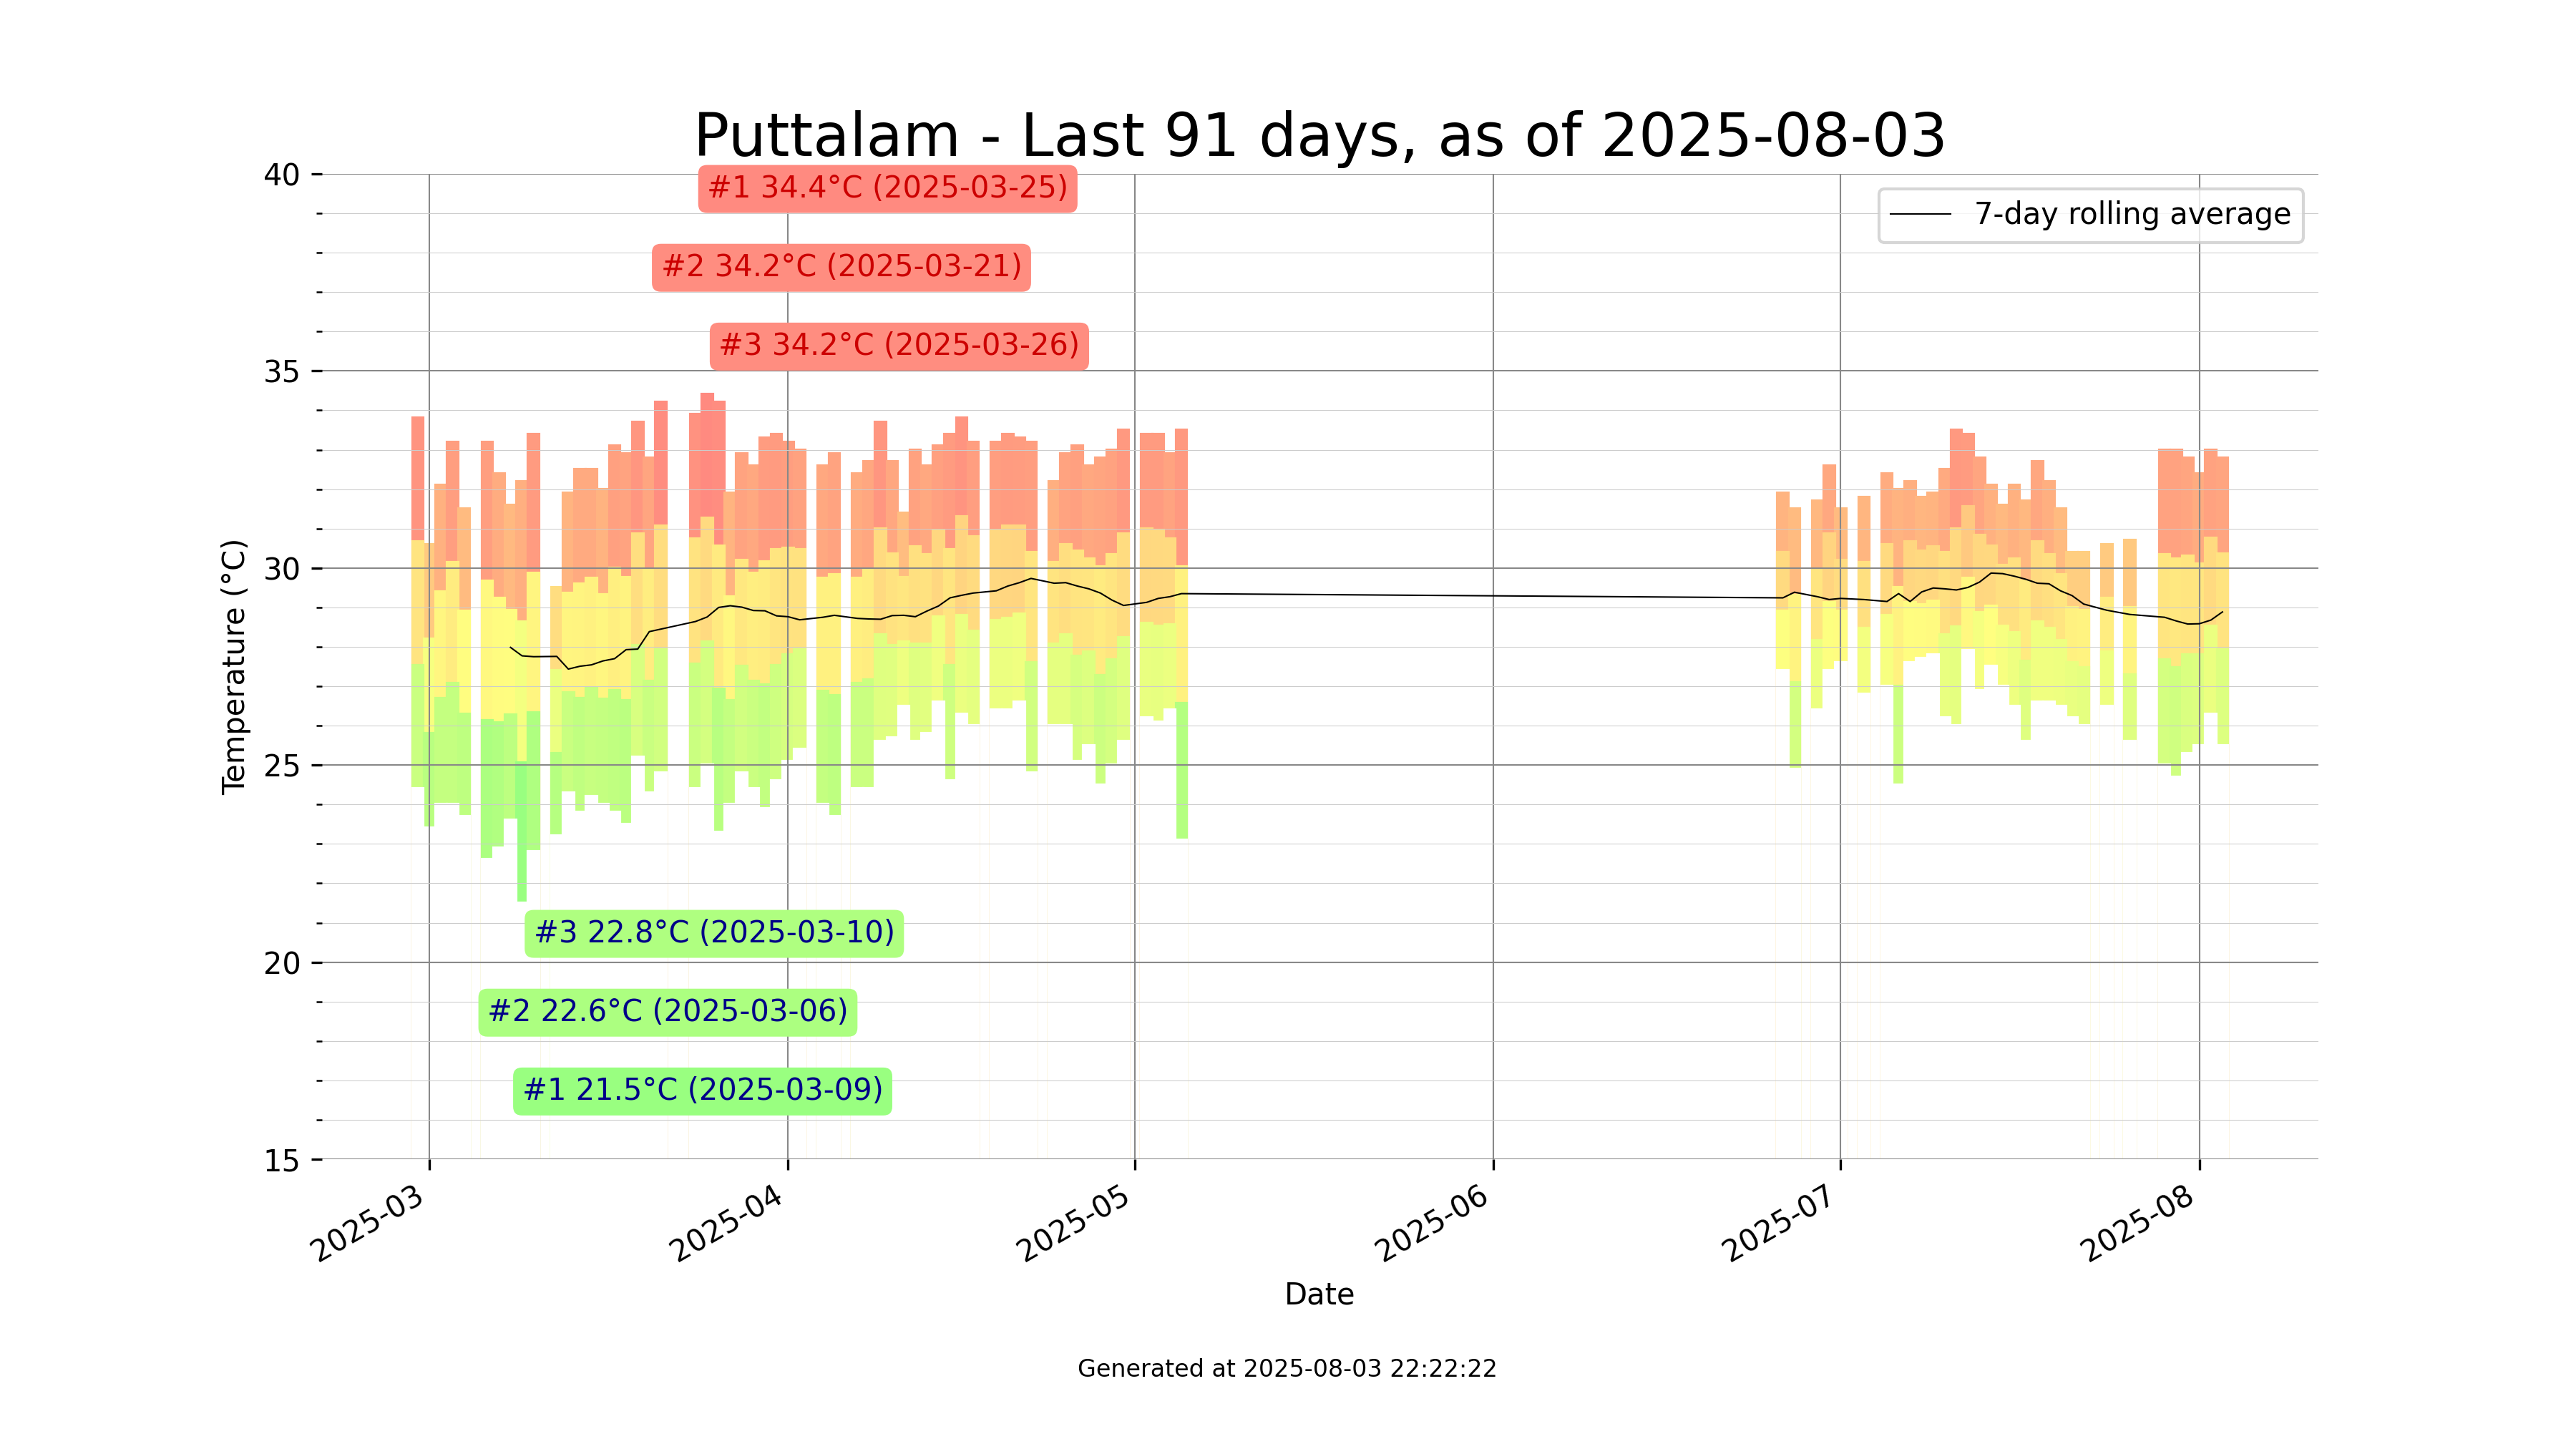 Puttalam - Last 91 days, as of 2025-08-03
40
#1 34.4°C (2025-03-25)
7-day rolling average
#2 34.2°C (2025-03-21)
#3 34.2°C (2025-03-26)
35
30
Temperature (°C)
25
#3 22.8°C (2025-03-10)
20
#2 22.6°C (2025-03-06)
#1 21.5°C (2025-03-09)
15
2025-03
2025-04
2025-05
2025-06
2025-07
2025-08
Date
Generated at 2025-08-03 22:22:22